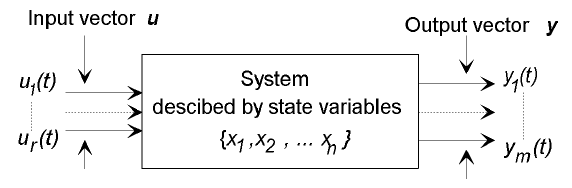 Input vector u
Output vector y
u1(t)
System
y1(t)
descibed by state variables
ur(t)
{x1 ,x2 , ... xn }
ym(t)